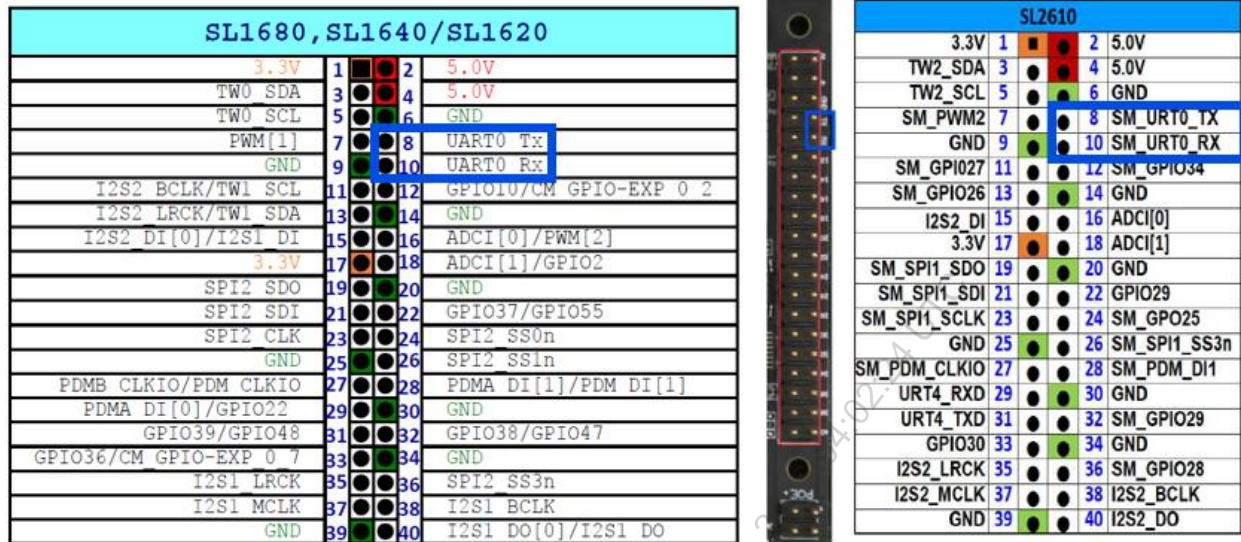 SL1680,SL1640/SL1620
3.3V 1 2 5.0V
TW0_SDA 3 4 5.0V
TW0_SCL 5 6 GND
PWM[1] 7 8 UART0 Tx
GND 9 10 UART0 Rx
I2S2_BCLK/TW1_SCL 11 12 GPIO10/CM_GPIO-EXP_0_2
I2S2_LRCK/TW1_SDA 13 14 GND
I2S2_DI[0]/I2S1_DI 15 16 ADCI[0]/PWM[2]
3.3V 17 18 ADCI[1]/GPIO2
SPI2_SDO 19 20 GND
SPI2_SDI 21 22 GPIO37/GPIO55
SPI2_CLK 23 24 SPI2_SS0n
GND 25 26 SPI2_SS1n
PDMB_CLKIO/PDM_CLKIO 27 28 PDMA_DI[1]/PDM_DI[1]
PDMA_DI[0]/GPIO22 29 30 GND
GPIO39/GPIO48 31 32 GPIO38/GPIO47
GPIO36/CM_GPIO-EXP_0_7 33 34 GND
I2S1_LRCK 35 36 SPI2_SS3n
I2S1_MCLK 37 38 I2S1_BCLK
GND 39 40 I2S1_DO[0]/I2S1_DO
POE+
SL2610
3.3V 1 2 5.0V
TW2_SDA 3 4 5.0V
TW2_SCL 5 6 GND
SM_PWM2 7 8 SM_URT0_TX
GND 9 10 SM_URT0_RX
SM_GPI027 11 12 SM_GPIO34
SM_GPIO26 13 14 GND
I2S2_DI 15 16 ADCI[0]
3.3V 17 18 ADCI[1]
SM_SPI1_SDO 19 20 GND
SM_SPI1_SDI 21 22 GPIO29
SM_SPI1_SCLK 23 24 SM_GPO25
GND 25 26 SM_SPI1_SS3n
SM_PDM_CLKIO 27 28 SM_PDM_DI1
URT4_RXD 29 30 GND
URT4_TXD 31 32 SM_GPIO29
GPIO30 33 34 GND
I2S2_LRCK 35 36 SM_GPIO28
I2S2_MCLK 37 38 I2S2_BCLK
GND 39 40 I2S2_DO